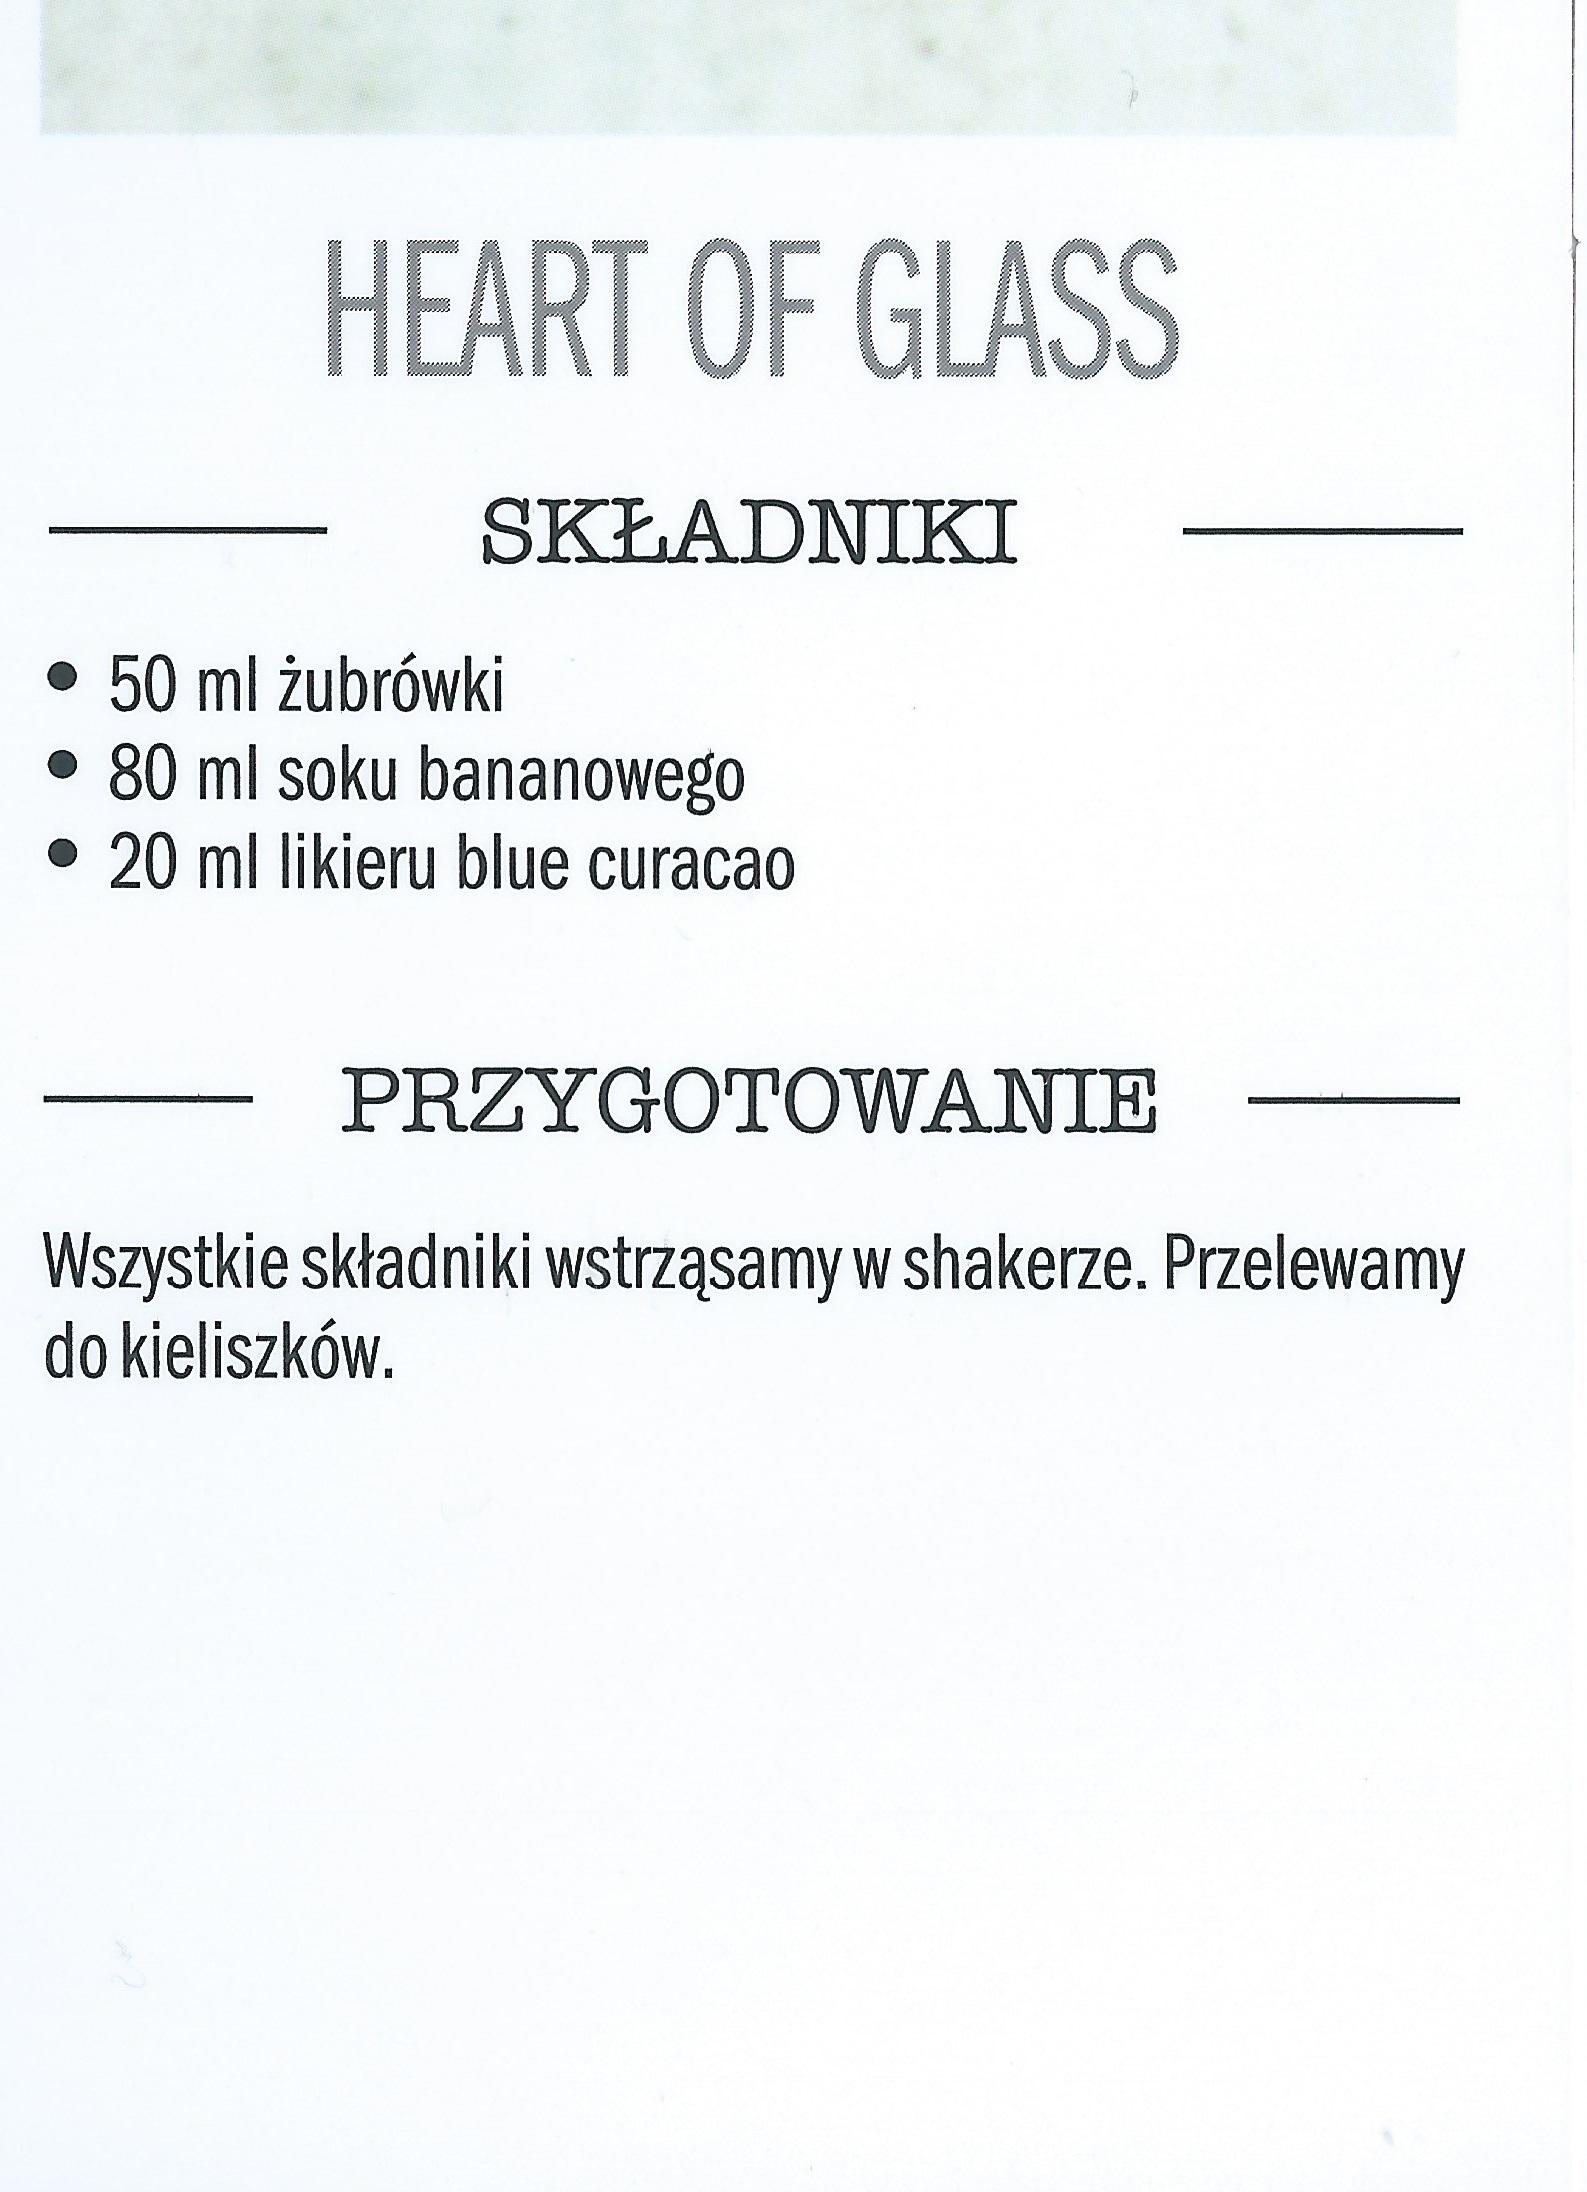 HEART OF GLASS
SKŁADNIKI
• 50 ml żubrówki
• 80 ml soku bananowego
• 20 ml likieru blue curacao
PRZYGOTOWANIE
Wszystkie składniki wstrząsamy w shakerze. Przelewamy
do kieliszków.